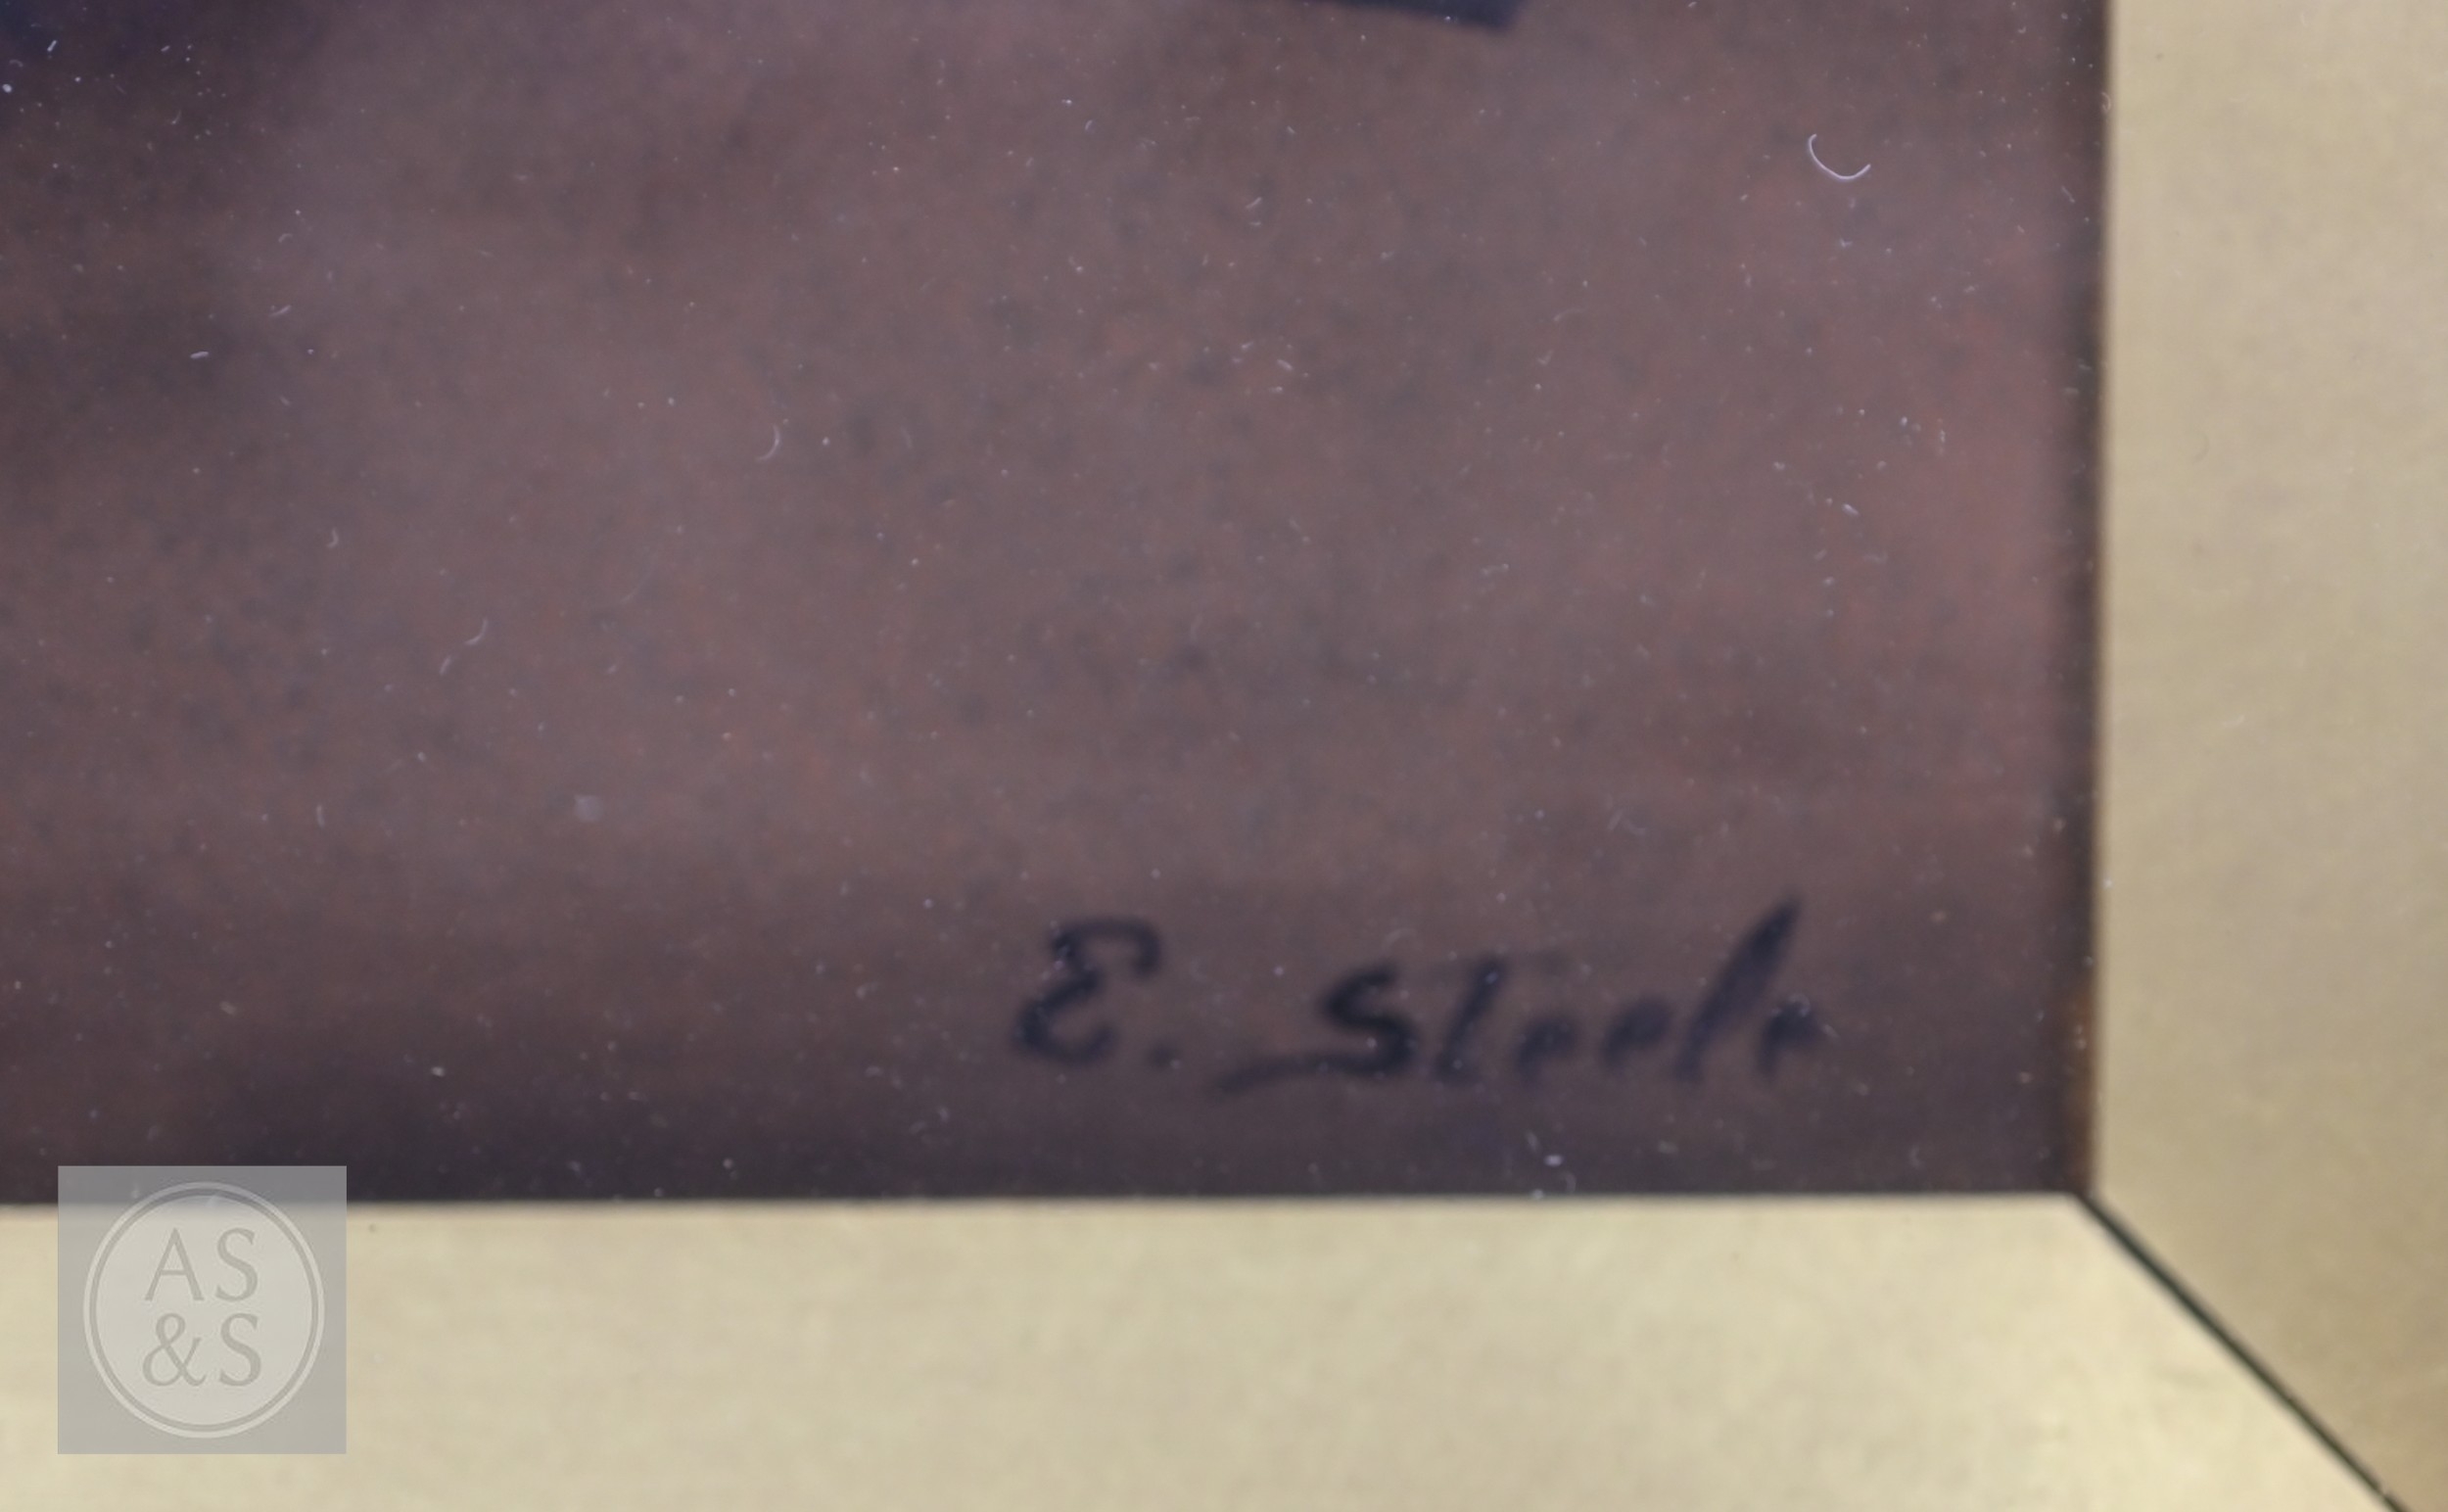 E. Steele
AS
&S